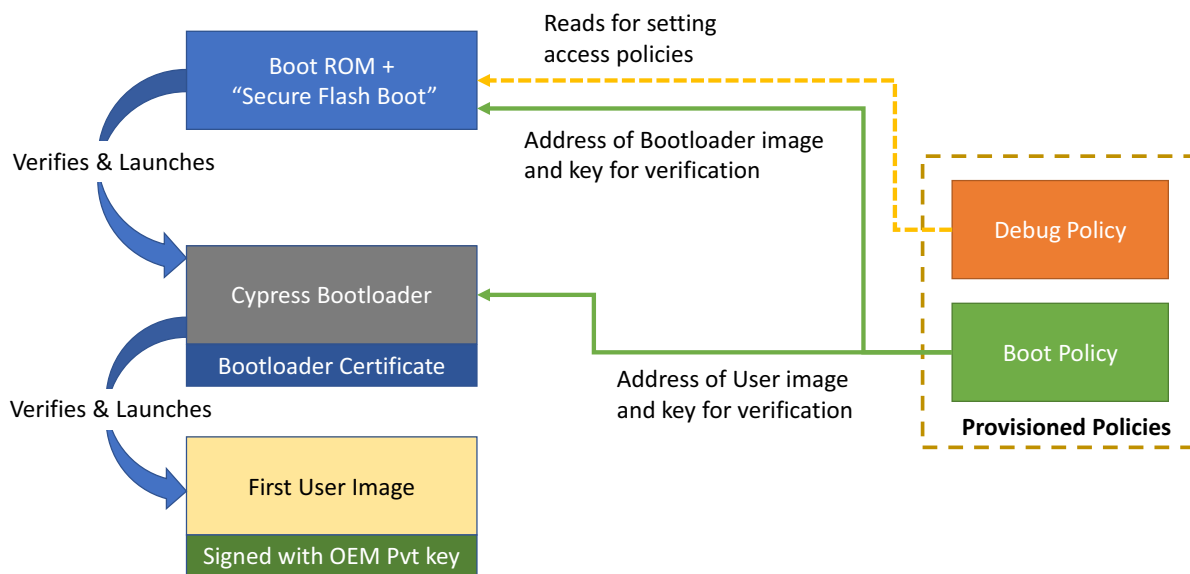 Reads for setting
access policies
Boot ROM +
“Secure Flash Boot”
Address of Bootloader image
and key for verification
Verifies & Launches
Debug Policy
Cypress Bootloader
Boot Policy
Bootloader Certificate
Address of User image
and key for verification
Verifies & Launches
Provisioned Policies
First User Image
Signed with OEM Pvt key